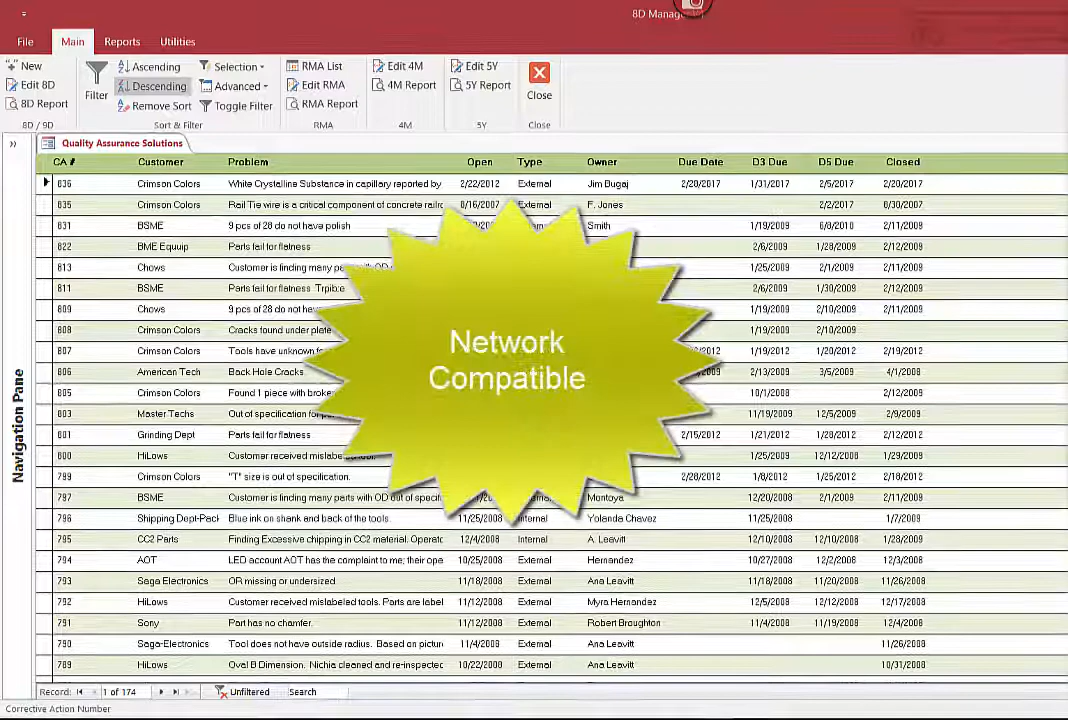 8D Manager
File Main Reports Utilities
New Ascending Selection RMA List Edit 4M Edit 5Y
Edit 8D Filter Descending Advanced Edit RMA 4M Report 5Y Report Close
8D Report Remove Sort Toggle Filter RMA Report
8D / 9D Sort & Filter RMA 4M 5Y Close
Quality Assurance Solutions
CA # Customer Problem Open Type Owner Due Date D3 Due D5 Due Closed
836 Crimson Colors White Crystalline Substance in capillary reported by 2/22/2012 External Jim Bugaj 2/20/2017 1/31/2017 2/5/2017 2/20/2017
835 Crimson Colors Rail Tie wire is a critical component of concrete railro 8/16/2007 External F. Jones 2/2/2017 8/30/2007
831 BSME 9 pcs of 28 do not have polish Smith 1/19/2009 6/8/2010 2/11/2009
822 BME Equuip Parts fail for flatness 2/6/2009 1/28/2009 2/12/2009
813 Chows Customer is finding many 1/25/2009 2/1/2009 2/11/2009
811 BSME Parts fail for flatness 2/6/2009 1/30/2009 2/12/2009
809 Chows 9 pcs of 28 do not 1/19/2009 2/10/2009 2/11/2009
808 Crimson Colors Cracks found under plate 1/19/2009 2/10/2009
807 Crimson Colors Tools have unknown 1/19/2012 1/20/2012 2/19/2012
806 American Tech Back Hole Cracks 2/13/2009 3/5/2009 4/1/2008
805 Crimson Colors Found 1 piece with 10/1/2008 2/12/2009
803 Master Techs Out of specification 11/19/2009 12/5/2009 2/9/2009
801 Grinding Dept Parts fail for flatness 2/15/2012 1/21/2012 1/28/2012 2/12/2012
800 HiLows Customer received 1/25/2009 12/12/2008 1/29/2009
799 Crimson Colors "T" size is out of specification. 2/28/2012 1/8/2012 1/25/2012 2/18/2012
797 BSME Customer is finding many parts with OD out of specifi Montoya 12/20/2008 2/1/2009 2/11/2009
796 Shipping Dept-Pack Blue ink on shank and back of the tools. 11/25/2008 Internal Yolanda Chavez 11/25/2008 1/7/2009
795 CC2 Parts Finding Excessive chipping in CC2 material. Operato 12/4/2008 Internal A. Leavitt 12/10/2008 12/10/2008 1/28/2009
794 AOT LED account AOT has the complaint to me; their ope 10/25/2008 External Hernandez 10/27/2008 12/2/2008 12/3/2008
793 Saga Electronics OR missing or undersized 11/18/2008 External Ana Leavitt 11/18/2008 11/20/2008 11/26/2008
792 HiLows Customer received mislabeled tools. Parts are label 11/12/2008 External Myra Hernandez 12/5/2008 12/12/2008 12/17/2008
791 Sony Part has no chamfer. 11/12/2008 External Robert Broughton 11/4/2008 11/19/2008 12/4/2008
790 Saga-Electronics Tool does not have outside radius. Based on picture 11/4/2008 External Ana Leavitt 11/26/2008
789 HiLows Oval B Dimension. Nichia cleaned and re-inspected 10/22/2008 External Ana Leavitt 10/31/2008
Network
Compatible
Navigation Pane
Record: 1 of 174 Unfiltered Search
Corrective Action Number